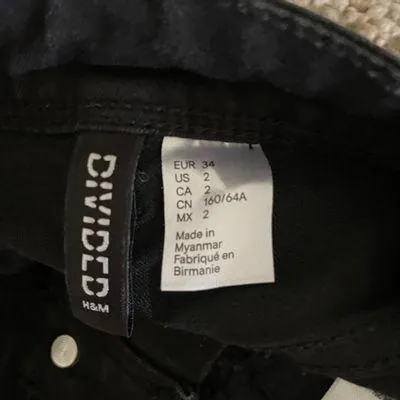 DIVIDED
H&M
EUR 34
US 2
CA 2
CN 160/64A
MX 2
Made in
Myanmar
Fabriqué en
Birmanie